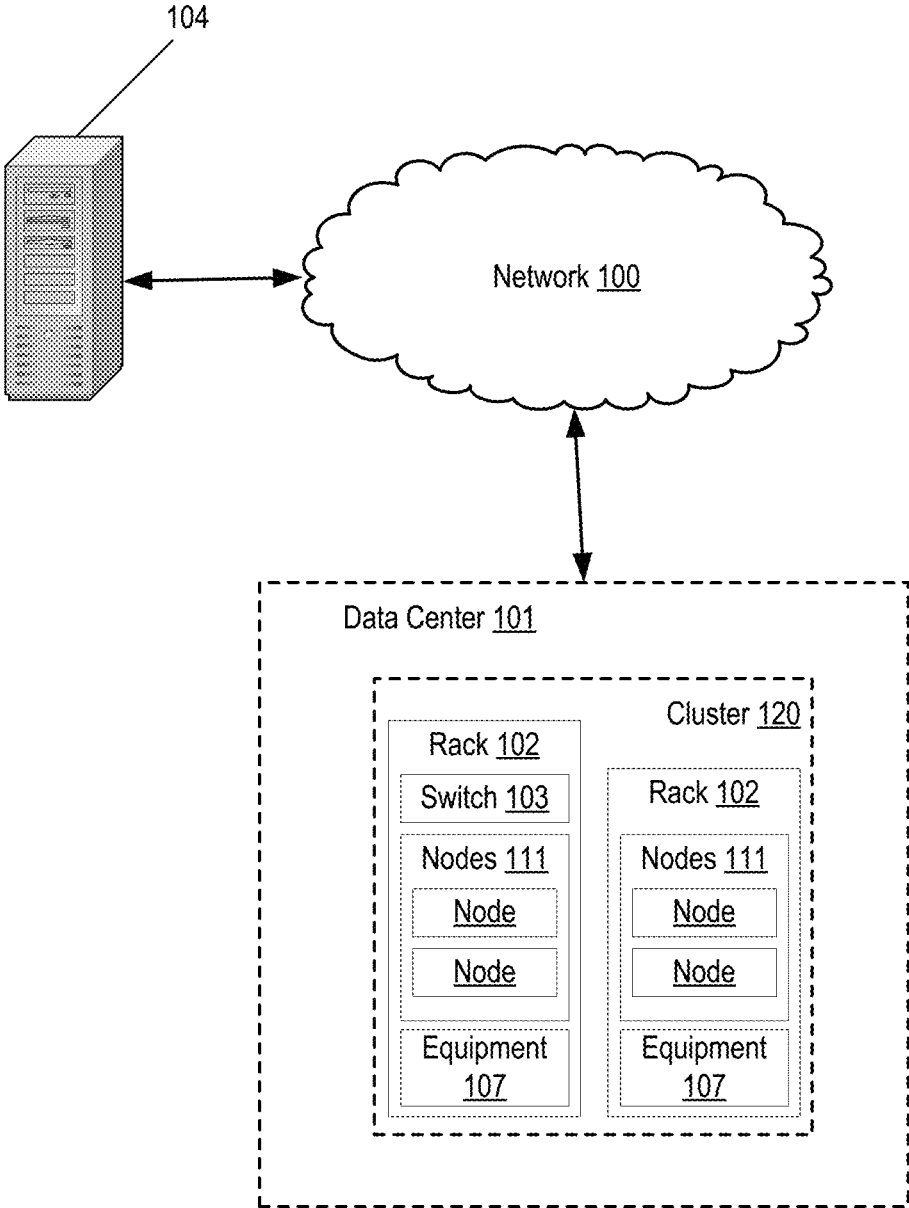 104
Network 100
Data Center 101
Cluster 120
Rack 102
Switch 103
Nodes 111
Node
Node
Equipment
107
Rack 102
Nodes 111
Node
Node
Equipment
107